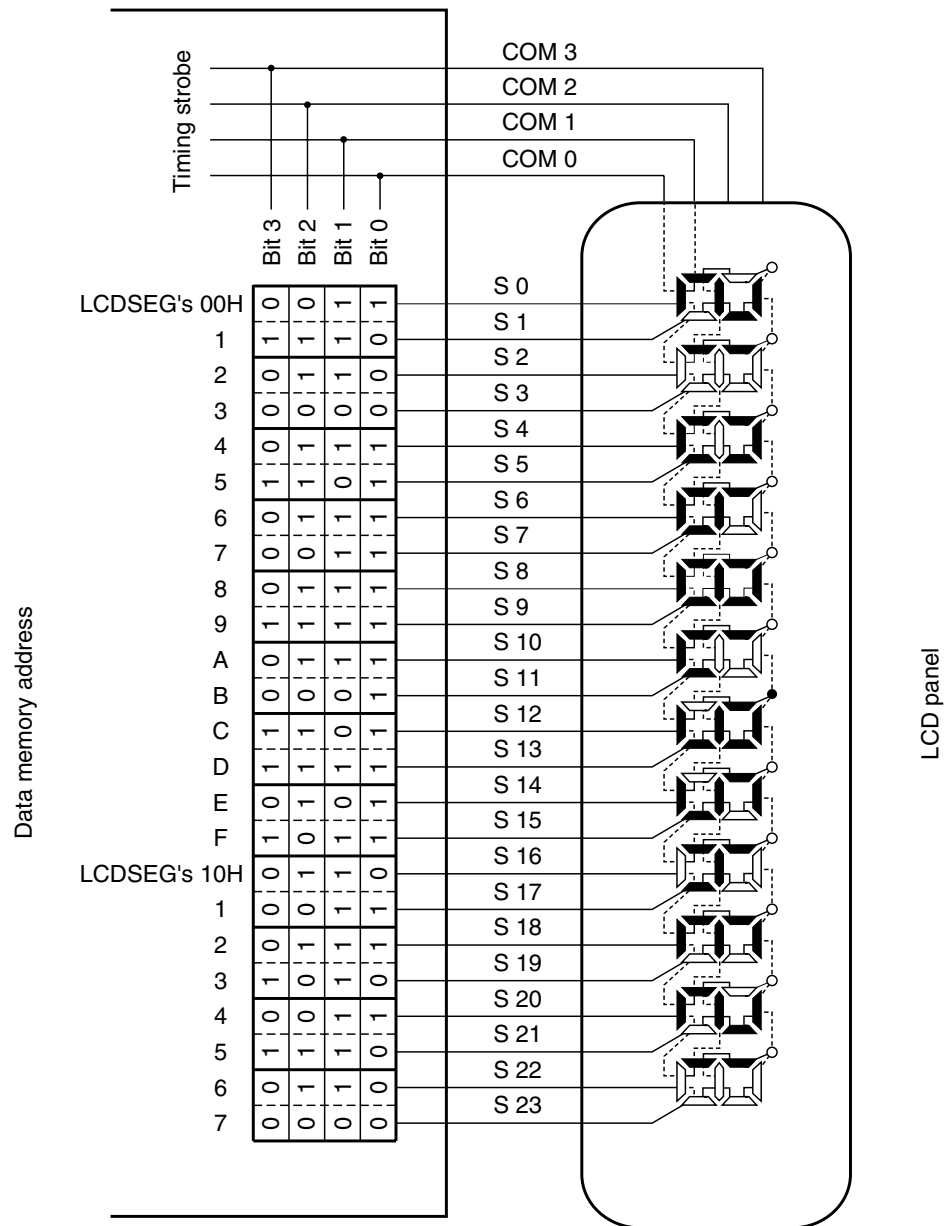 Timing strobe
COM 3
COM 2
COM 1
COM 0
Bit 3 Bit 2 Bit 1 Bit 0
LCDSEG's 00H 0 0 1 1 S 0
1 1 1 1 0 S 1
2 0 1 1 0 S 2
3 0 0 0 0 S 3
4 0 1 1 1 S 4
5 1 1 0 1 S 5
6 0 1 1 1 S 6
7 0 0 1 1 S 7
8 0 1 1 1 S 8
9 1 1 1 1 S 9
A 0 1 1 1 S 10
B 0 0 0 1 S 11
C 1 1 0 1 S 12
D 1 1 1 1 S 13
E 0 1 0 1 S 14
F 1 0 1 1 S 15
LCDSEG's 10H 0 1 1 0 S 16
1 0 0 1 1 S 17
2 0 1 1 1 S 18
3 1 0 1 0 S 19
4 0 0 1 1 S 20
5 1 1 1 0 S 21
6 0 1 1 0 S 22
7 0 0 0 0 S 23
Data memory address
LCD panel